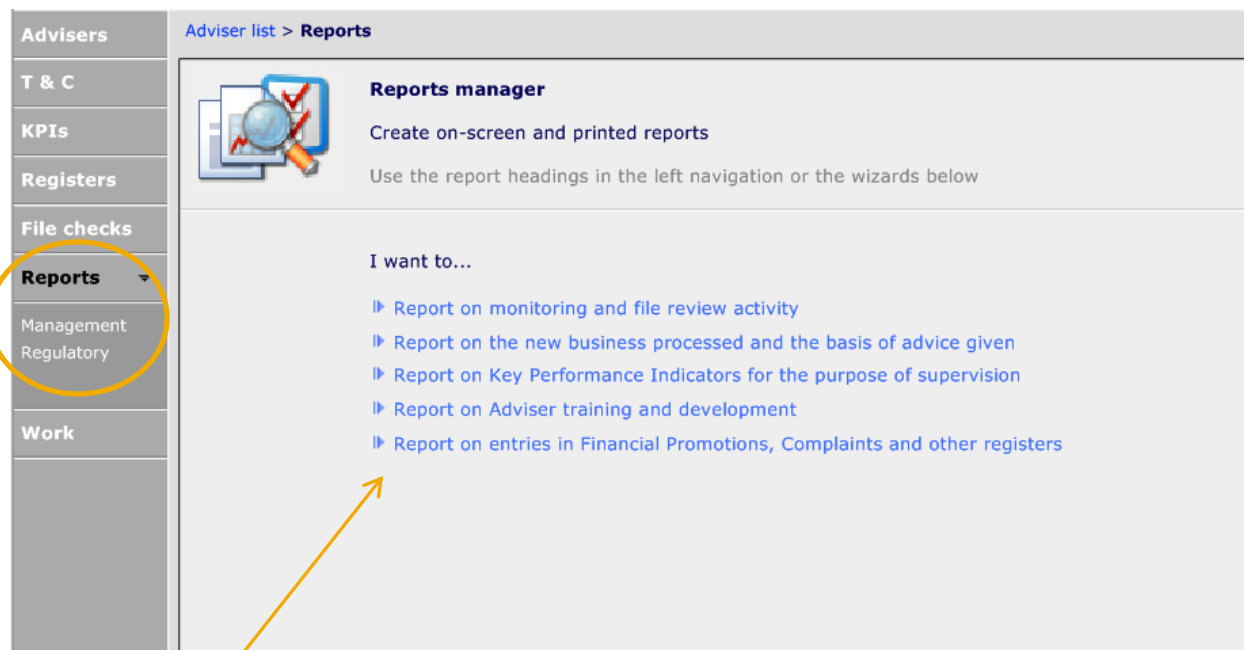 Advisers
T & C
KPIs
Registers
File checks
Reports
Management
Regulatory
Work
Adviser list > Reports
Reports manager
Create on-screen and printed reports
Use the report headings in the left navigation or the wizards below
I want to...
Report on monitoring and file review activity
Report on the new business processed and the basis of advice given
Report on Key Performance Indicators for the purpose of supervision
Report on Adviser training and development
Report on entries in Financial Promotions, Complaints and other registers